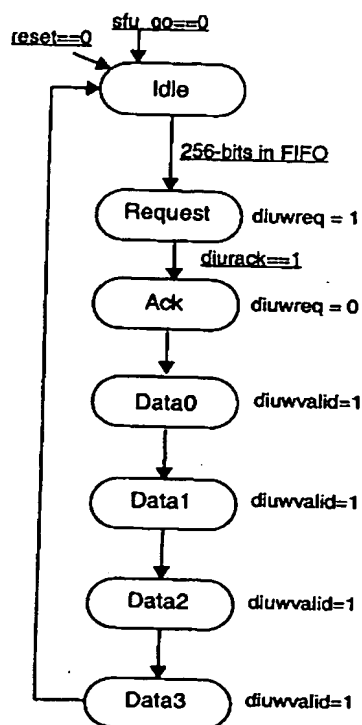 sfu_go==0
reset==0
Idle
256-bits in FIFO
Request diuwreq = 1
diurack==1
Ack diuwreq = 0
Data0 diuwvalid=1
Data1 diuwvalid=1
Data2 diuwvalid=1
Data3 diuwvalid=1